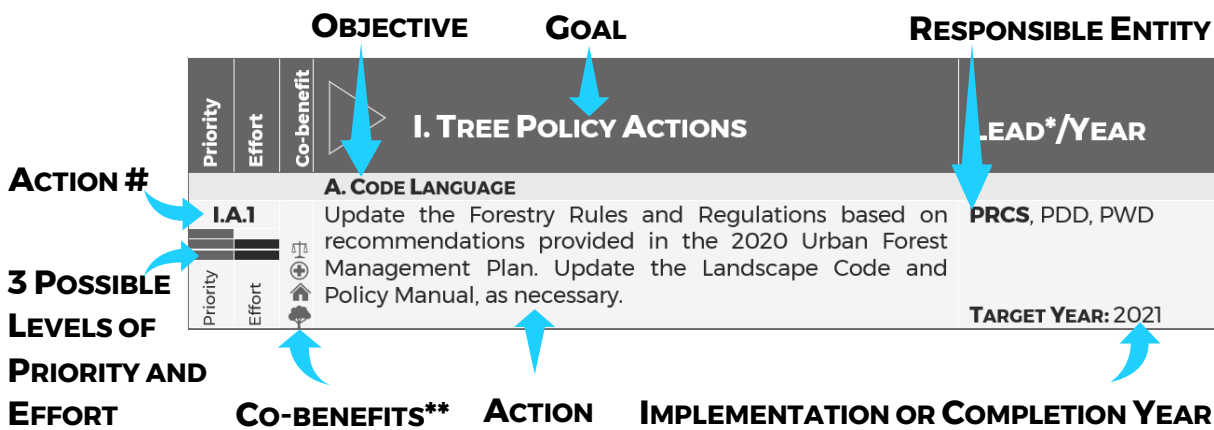 OBJECTIVE
GOAL
RESPONSIBLE ENTITY
Priority
Effort
Co-benefit
I. TREE POLICY ACTIONS
LEAD*/YEAR
ACTION #
A. CODE LANGUAGE
I.A.1
Update the Forestry Rules and Regulations based on
PRCS, PDD, PWD
recommendations provided in the 2020 Urban Forest
Management Plan. Update the Landscape Code and
Policy Manual, as necessary.
Priority
Effort
TARGET YEAR: 2021
3 POSSIBLE
LEVELS OF
PRIORITY AND
EFFORT
CO-BENEFITS**
ACTION
IMPLEMENTATION OR COMPLETION YEAR